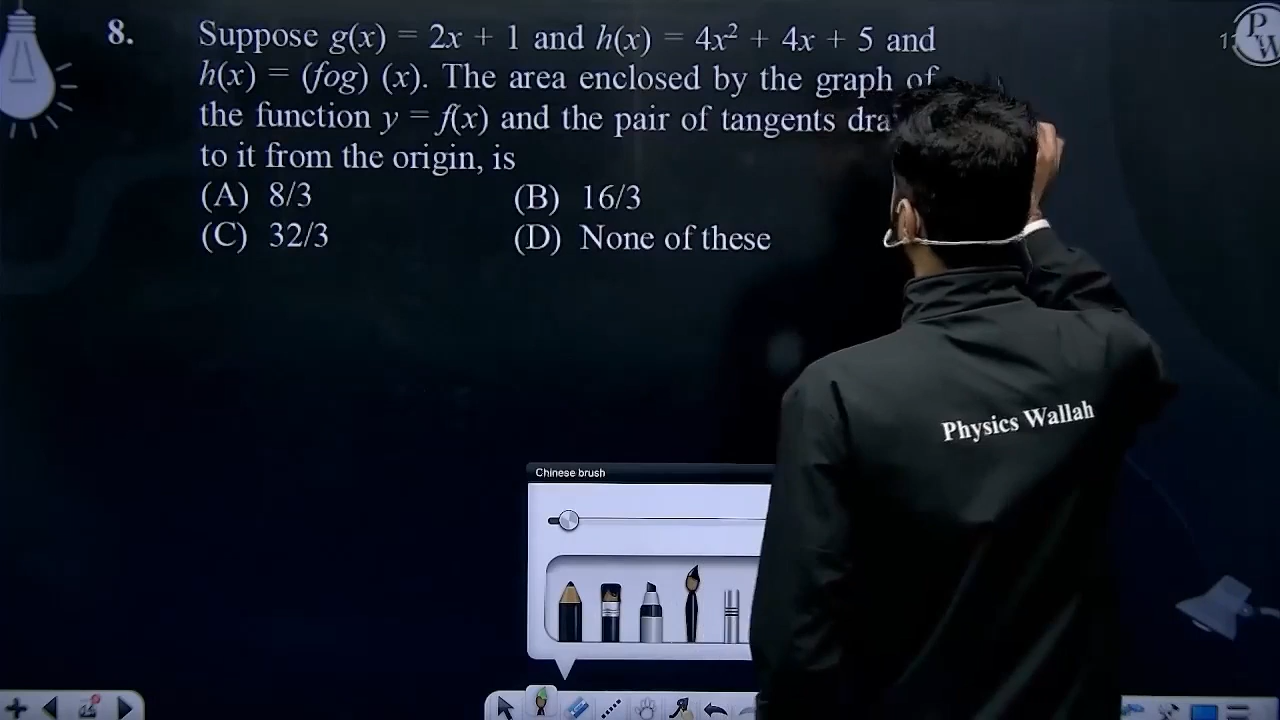 8. Suppose g(x) = 2x + 1 and h(x) = 4x² + 4x + 5 and
h(x) = (fog) (x). The area enclosed by the graph of
the function y = f(x) and the pair of tangents
to it from the origin, is
(A) 8/3 (B) 16/3
(C) 32/3 (D) None of these
PW
Physics Wallah
Chinese brush